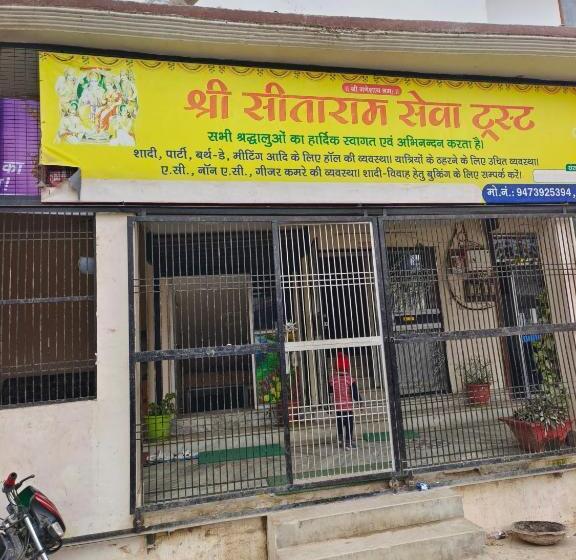 ॥ श्री गणेशाय नमः ॥
श्री सीताराम सेवा ट्रस्ट
सभी श्रद्धालुओं का हार्दिक स्वागत एवं अभिनन्दन करता है।
शादी, पार्टी, बर्थ-डे, मीटिंग आदि के लिए हॉल की व्यवस्था। यात्रियों के ठहरने के लिए उचित व्यवस्था।
ए.सी., नॉन ए.सी., गीजर कमरे की व्यवस्था। शादी-विवाह हेतु बुकिंग के लिए सम्पर्क करें।
मो.नं.: 9473925394,
का